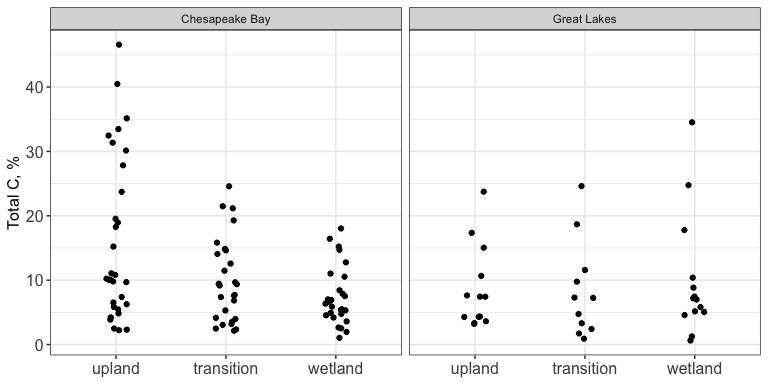 Chesapeake Bay
Great Lakes
Total C, %
40
30
20
10
0
upland
transition
wetland
upland
transition
wetland